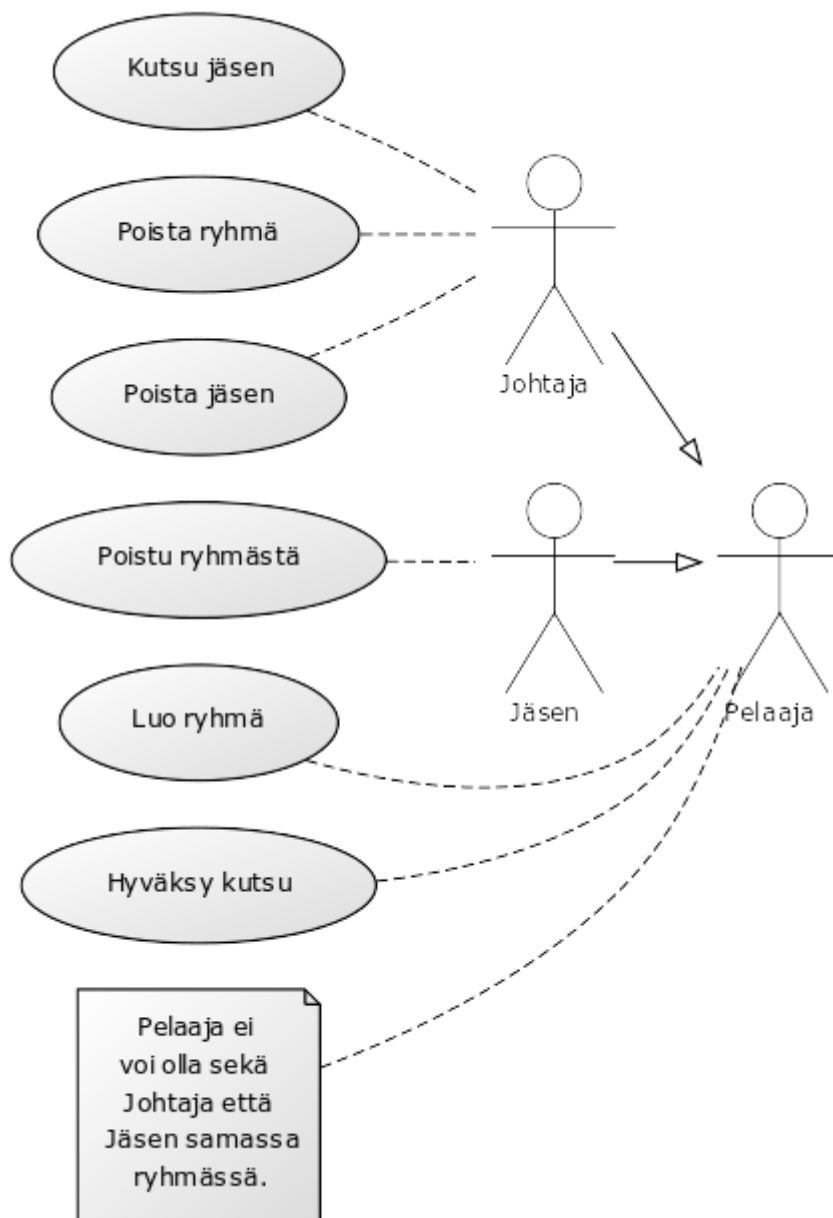 Kutsu jäsen
Poista ryhmä
Johtaja
Poista jäsen
Poistu ryhmästä
Jäsen
Pelaaja
Luo ryhmä
Hyväksy kutsu
Pelaaja ei
voi olla sekä
Johtaja että
Jäsen samassa
ryhmässä.